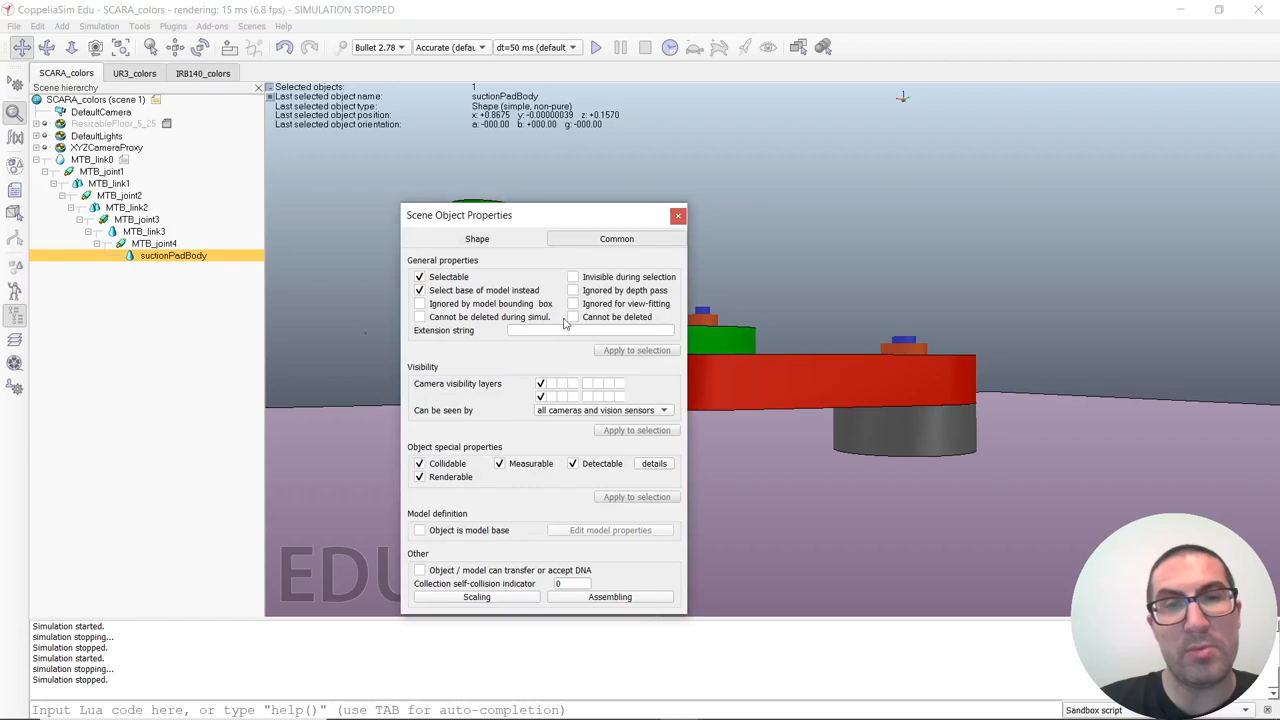 CoppeliaSim Edu - SCARA_colors - rendering: 15 ms (6.8 fps) - SIMULATION STOPPED
File Edit Add Simulation Tools Plugins Add-ons Scenes Help
Bullet 2.78 Accurate (defau dt=50 ms (default
SCARA_colors UR3_colors IRB140_colors
Scene hierarchy
SCARA_colors (scene 1)
DefaultCamera
ResizableFloor_5_25
DefaultLights
XYZCameraProxy
MTB_link0
MTB_joint1
MTB_link1
MTB_joint2
MTB_link2
MTB_joint3
MTB_link3
MTB_joint4
suctionPadBody
Selected objects: 1
Last selected object name: suctionPadBody
Last selected object type: Shape (simple, non-pure)
Last selected object position: x: +0.8675 y: -0.00000039 z: +0.1570
Last selected object orientation: a: -000.00 b: +000.00 g: -000.00
Scene Object Properties
Shape Common
General properties
Selectable Invisible during selection
Select base of model instead Ignored by depth pass
Ignored by model bounding box Ignored for view-fitting
Cannot be deleted during simul. Cannot be deleted
Extension string
Apply to selection
Visibility
Camera visibility layers
Can be seen by all cameras and vision sensors
Apply to selection
Object special properties
Collidable Measurable Detectable details
Renderable
Apply to selection
Model definition
Object is model base Edit model properties
Other
Object / model can transfer or accept DNA
Collection self-collision indicator 0
Scaling Assembling
EDU
Simulation started.
simulation stopping...
Simulation stopped.
Simulation started.
simulation stopping...
Simulation stopped.
Input Lua code here, or type "help()" (use TAB for auto-completion)
Sandbox script